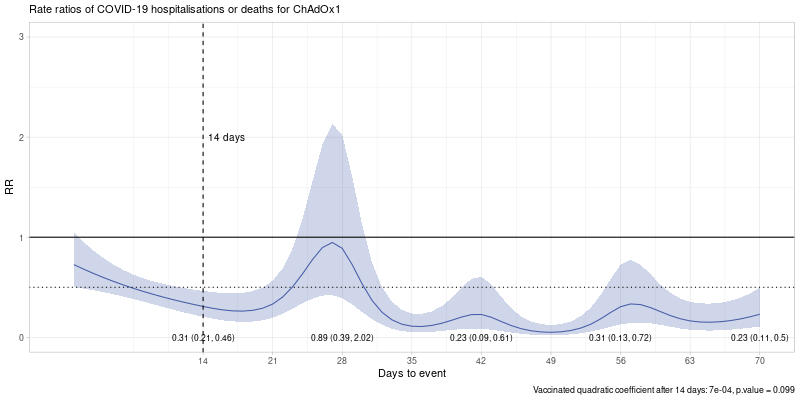 Rate ratios of COVID-19 hospitalisations or deaths for ChAdOx1
3
2
1
0
RR
14 days
0.31 (0.21, 0.46)
0.89 (0.39, 2.02)
0.23 (0.09, 0.61)
0.31 (0.13, 0.72)
0.23 (0.11, 0.5)
14
21
28
35
42
49
56
63
70
Days to event
Vaccinated quadratic coefficient after 14 days: 7e-04, p.value = 0.099